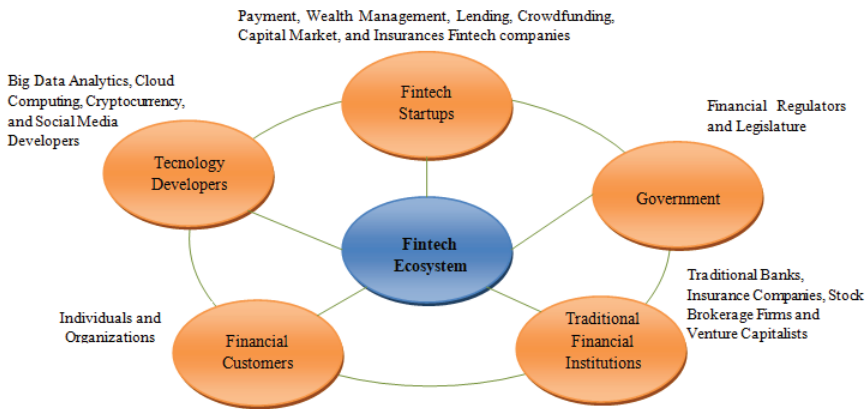 Payment, Wealth Management, Lending, Crowdfunding,
Capital Market, and Insurances Fintech companies
Fintech
Startups
Big Data Analytics, Cloud
Computing, Cryptocurrency,
and Social Media
Developers
Tecnology
Developers
Financial Regulators
and Legislature
Government
Fintech
Ecosystem
Traditional Banks,
Insurance Companies, Stock
Brokerage Firms and
Venture Capitalists
Individuals and
Organizations
Financial
Customers
Traditional
Financial
Institutions